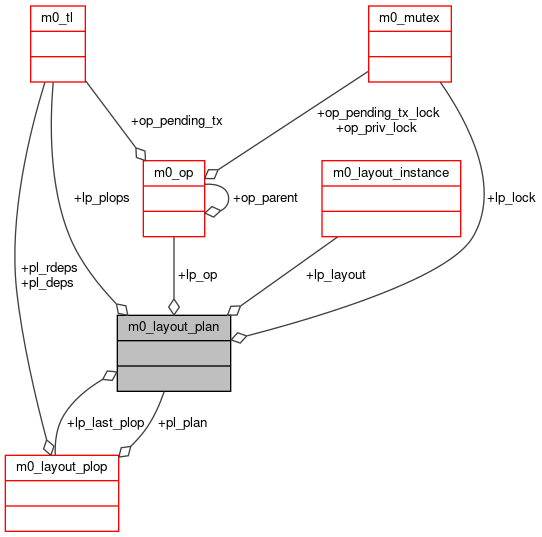 m0_tl
m0_mutex
+op_pending_tx
+op_pending_tx_lock
+op_priv_lock
m0_op
m0_layout_instance
+lp_plops
+op_parent
+lp_lock
+pl_rdeps
+pl_deps
+lp_op
+lp_layout
m0_layout_plan
+lp_last_plop
+pl_plan
m0_layout_plop